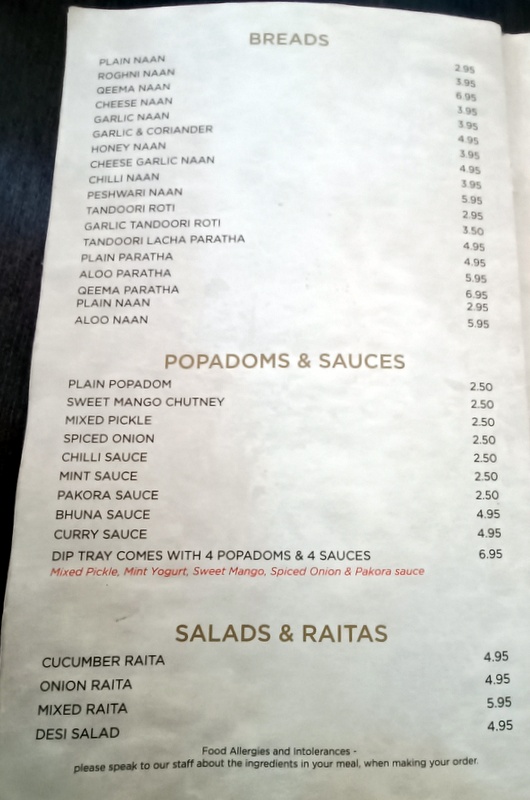 BREADS
PLAIN NAAN 2.95
ROGHNI NAAN 3.95
QEEMA NAAN 6.95
CHEESE NAAN 3.95
GARLIC NAAN 3.95
GARLIC & CORIANDER 4.95
HONEY NAAN 3.95
CHEESE GARLIC NAAN 4.95
CHILLI NAAN 3.95
PESHWARI NAAN 5.95
TANDOORI ROTI 2.95
GARLIC TANDOORI ROTI 3.50
TANDOORI LACHA PARATHA 4.95
PLAIN PARATHA 4.95
ALOO PARATHA 5.95
QEEMA PARATHA 6.95
PLAIN NAAN 2.95
ALOO NAAN 5.95
POPADOMS & SAUCES
PLAIN POPADOM 2.50
SWEET MANGO CHUTNEY 2.50
MIXED PICKLE 2.50
SPICED ONION 2.50
CHILLI SAUCE 2.50
MINT SAUCE 2.50
PAKORA SAUCE 2.50
BHUNA SAUCE 4.95
CURRY SAUCE 4.95
DIP TRAY COMES WITH 4 POPADOMS & 4 SAUCES 6.95
Mixed Pickle, Mint Yogurt, Sweet Mango, Spiced Onion & Pakora sauce
SALADS & RAITAS
CUCUMBER RAITA 4.95
ONION RAITA 4.95
MIXED RAITA 5.95
DESI SALAD 4.95
Food Allergies and Intolerances -
please speak to our staff about the ingredients in your meal, when making your order.